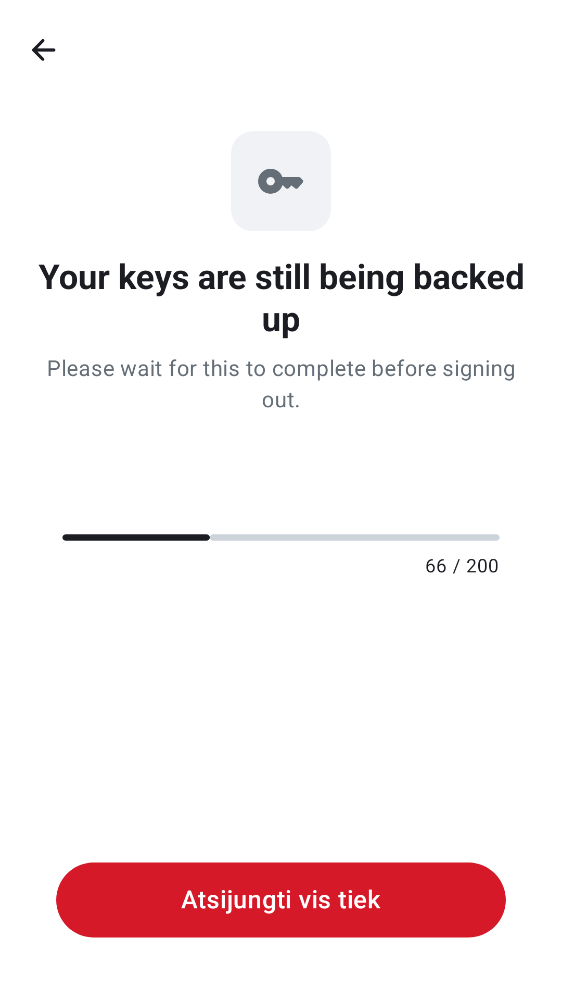 Your keys are still being backed
up
Please wait for this to complete before signing
out.
66 / 200
Atsijungti vis tiek